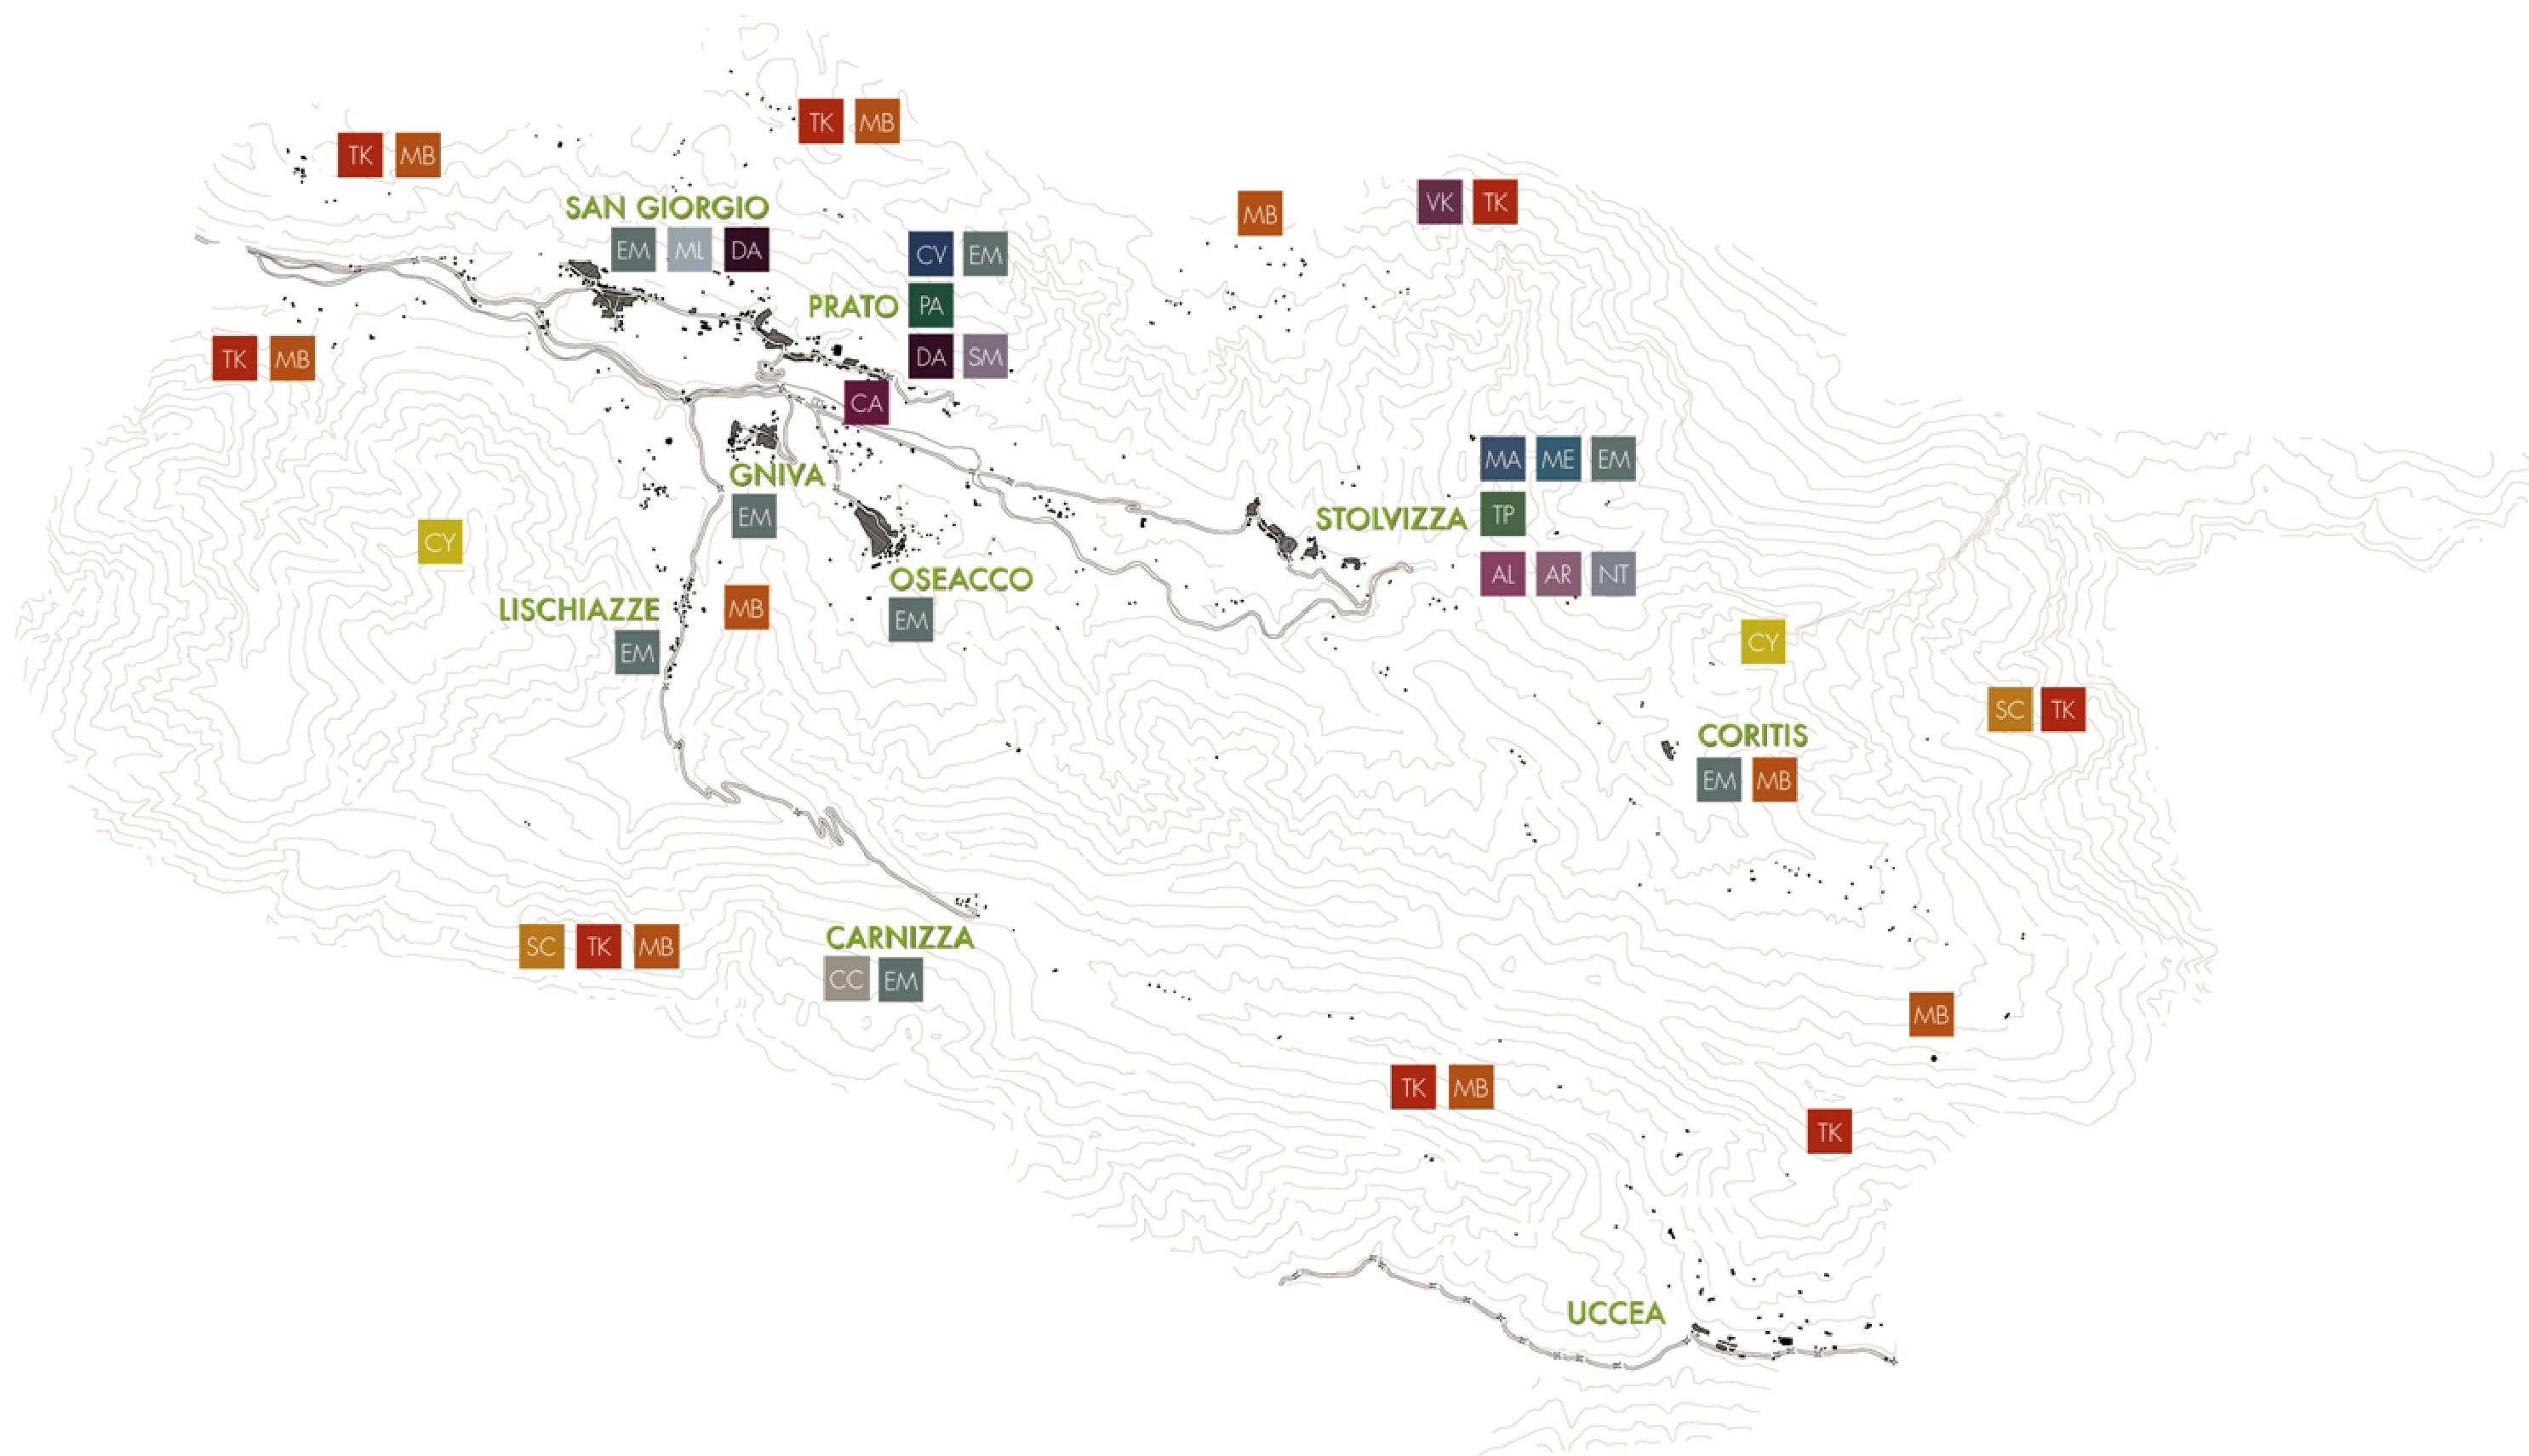 TK MB
TK MB
SAN GIORGIO
EM ML DA
MB
VK TK
CV EM
PRATO PA
DA SM
TK MB
CA
GNIVA
EM
MA ME EM
STOLVIZZA TP
AL AR NT
CY
OSEACCO
EM
LISCHIAZZE
MB
EM
CY
SC TK
CORITIS
EM MB
SC TK MB
CARNIZZA
CC EM
MB
TK MB
TK
UCCEA